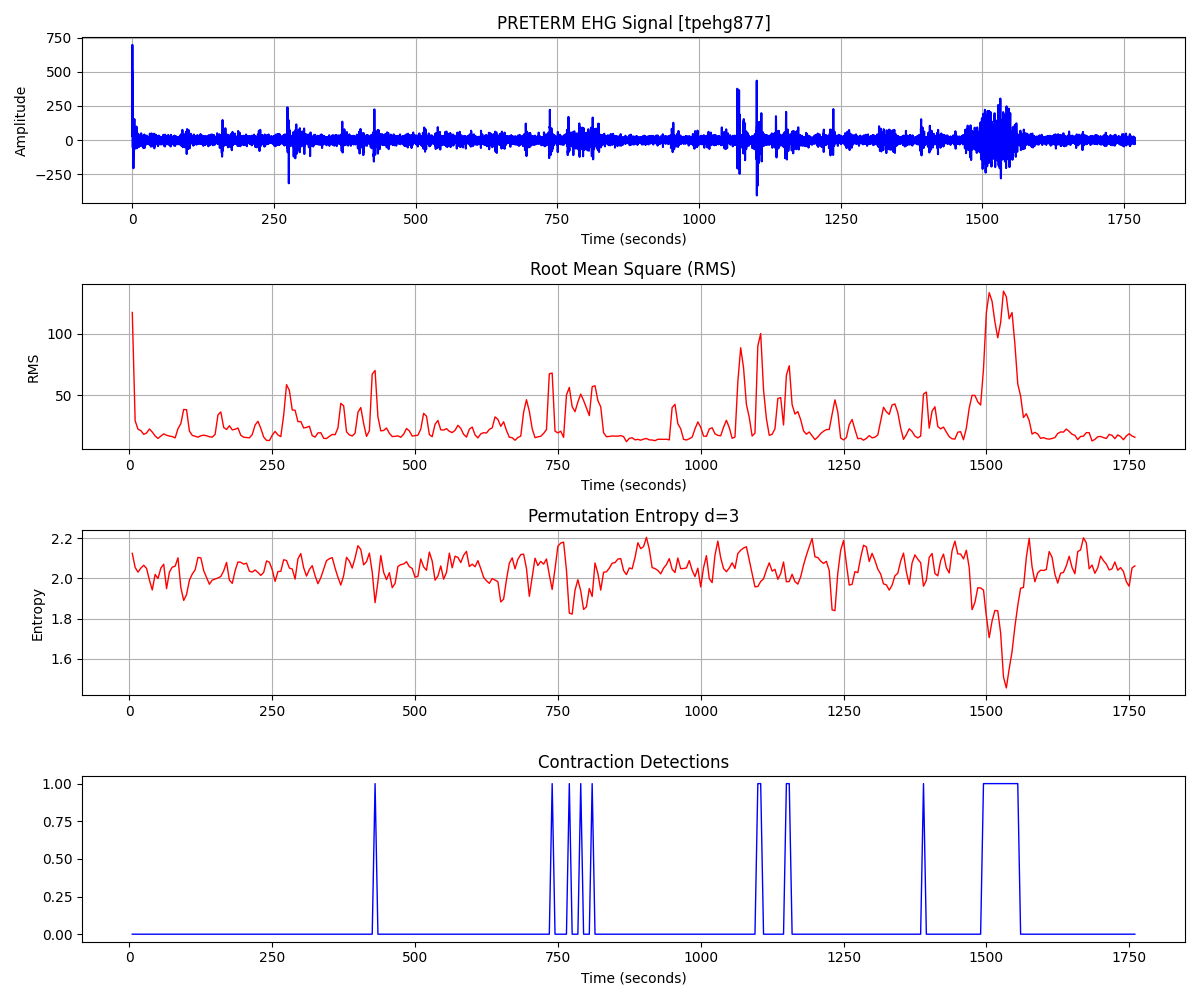 PRETERM EHG Signal [tpehg877]
750
500
250
0
−250
Amplitude
0 250 500 750 1000 1250 1500 1750
Time (seconds)
Root Mean Square (RMS)
100
50
RMS
0 250 500 750 1000 1250 1500 1750
Time (seconds)
Permutation Entropy d=3
2.2
2.0
1.8
1.6
Entropy
0 250 500 750 1000 1250 1500 1750
Contraction Detections
1.00
0.75
0.50
0.25
0.00
0 250 500 750 1000 1250 1500 1750
Time (seconds)